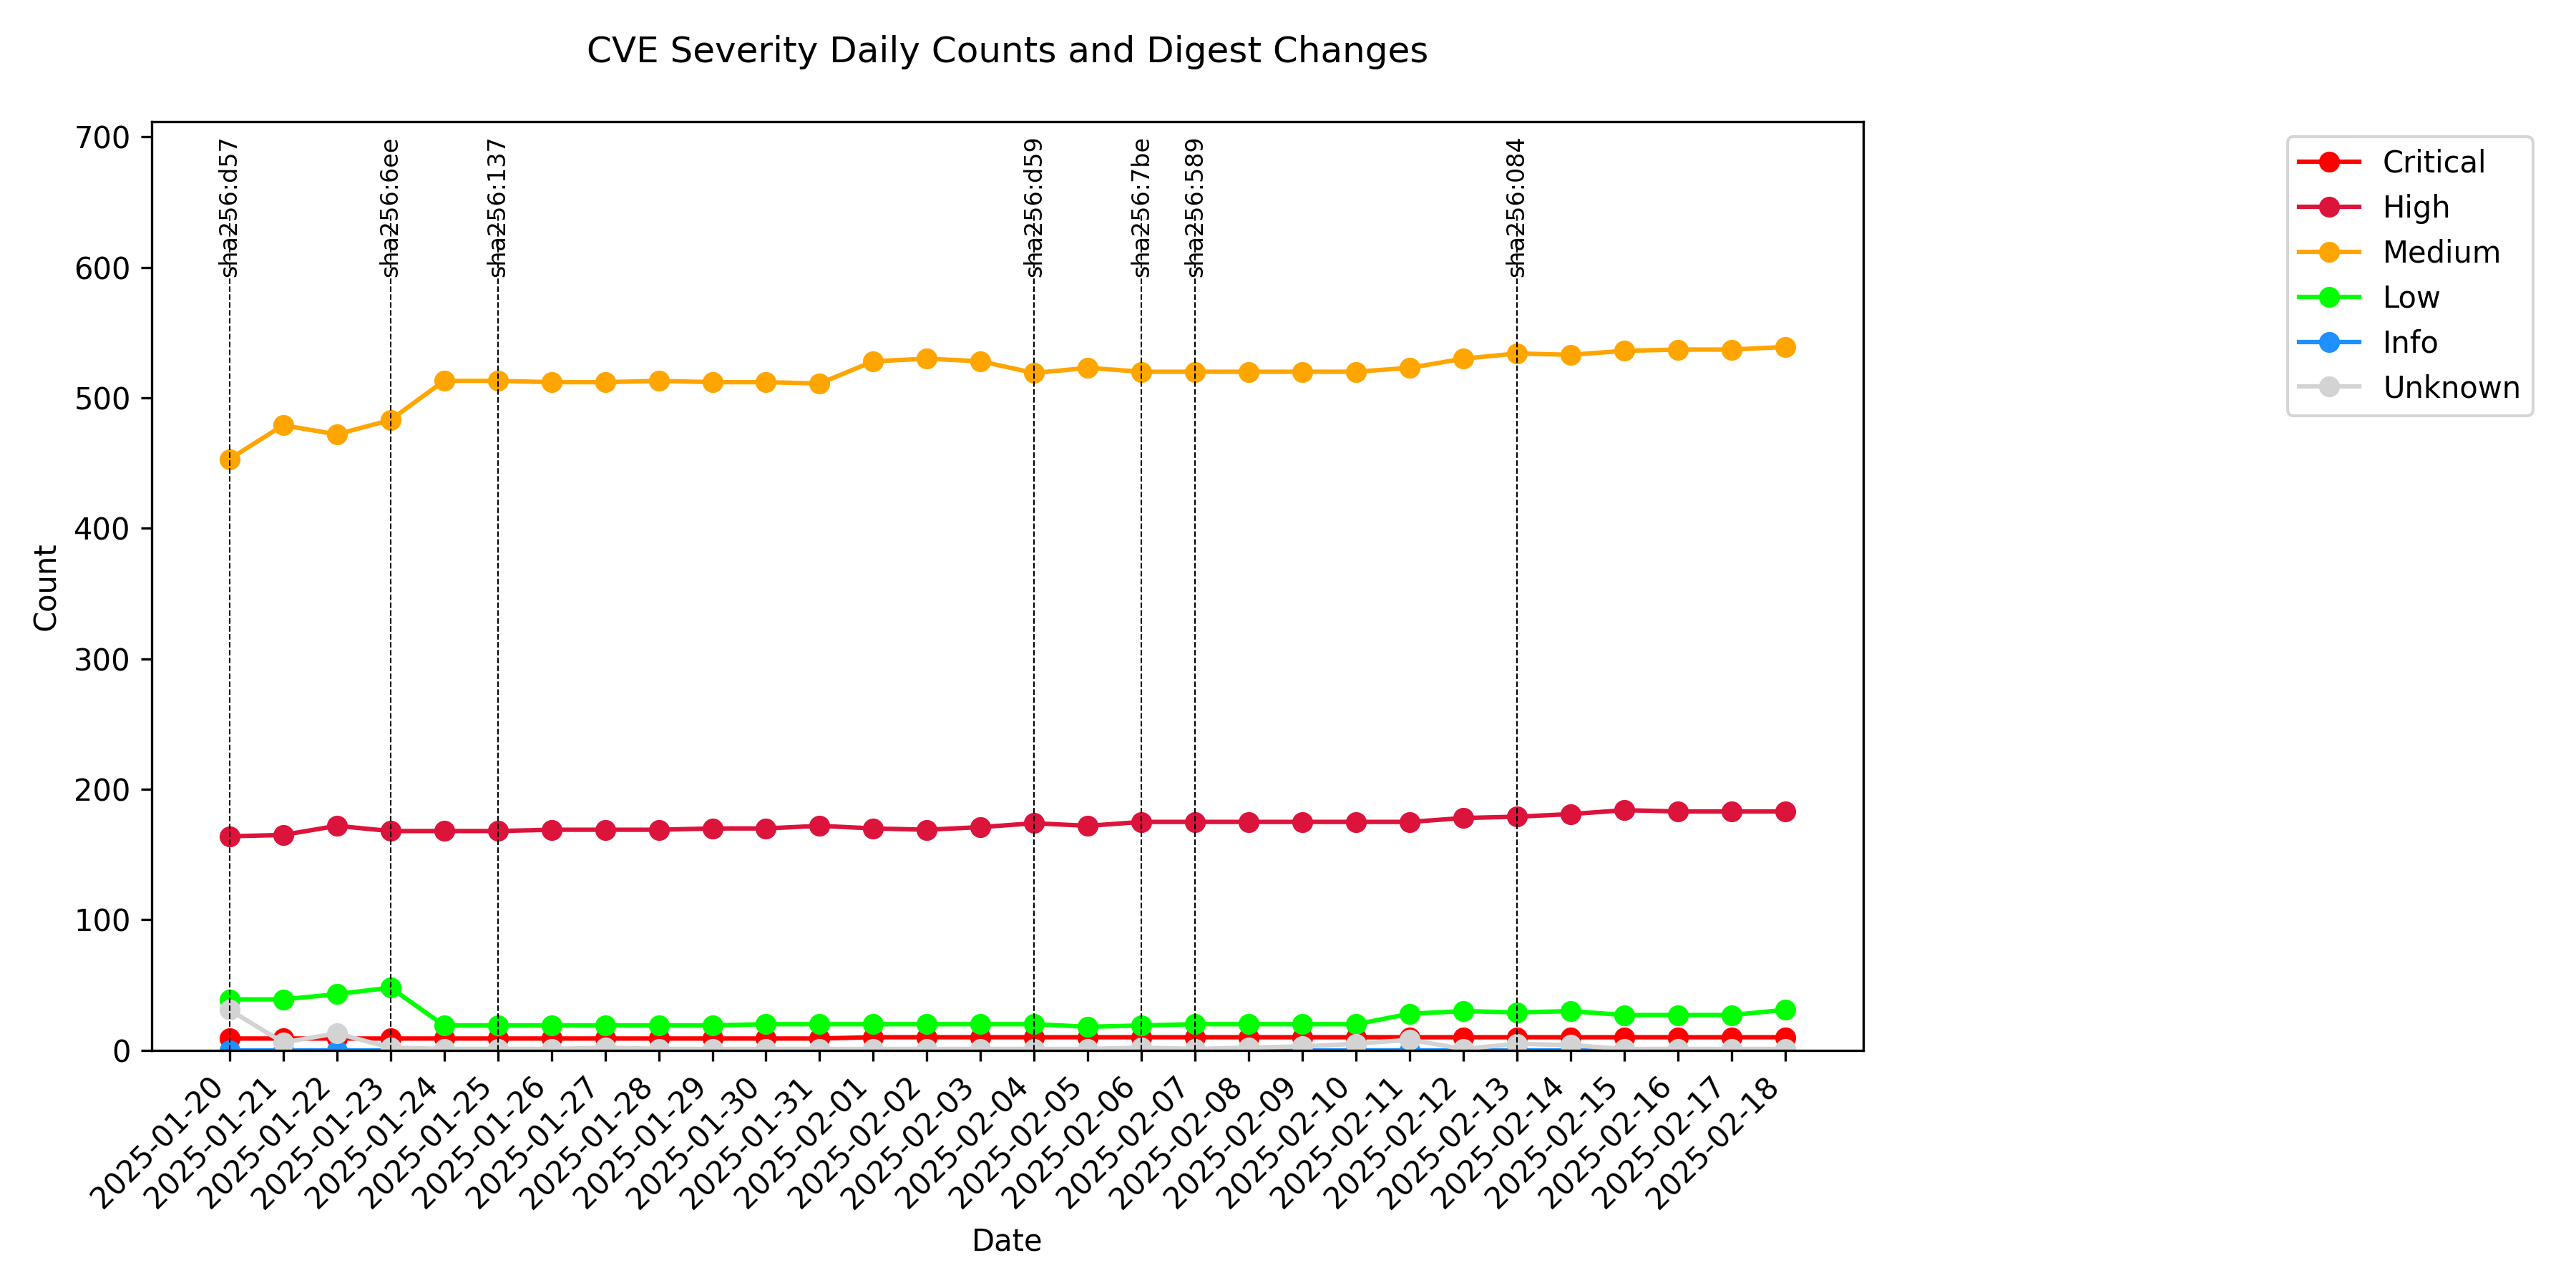 CVE Severity Daily Counts and Digest Changes
700
600
500
400
300
200
100
0
Count
sha256:d57
sha256:6ee
sha256:137
sha256:d59
sha256:7be
sha256:589
sha256:084
Critical
High
Medium
Low
Info
Unknown
2025-01-20
2025-01-21
2025-01-22
2025-01-23
2025-01-24
2025-01-25
2025-01-26
2025-01-27
2025-01-28
2025-01-29
2025-01-30
2025-01-31
2025-02-01
2025-02-02
2025-02-03
2025-02-04
2025-02-05
2025-02-06
2025-02-07
2025-02-08
2025-02-09
2025-02-10
2025-02-11
2025-02-12
2025-02-13
2025-02-14
2025-02-15
2025-02-16
2025-02-17
2025-02-18
Date